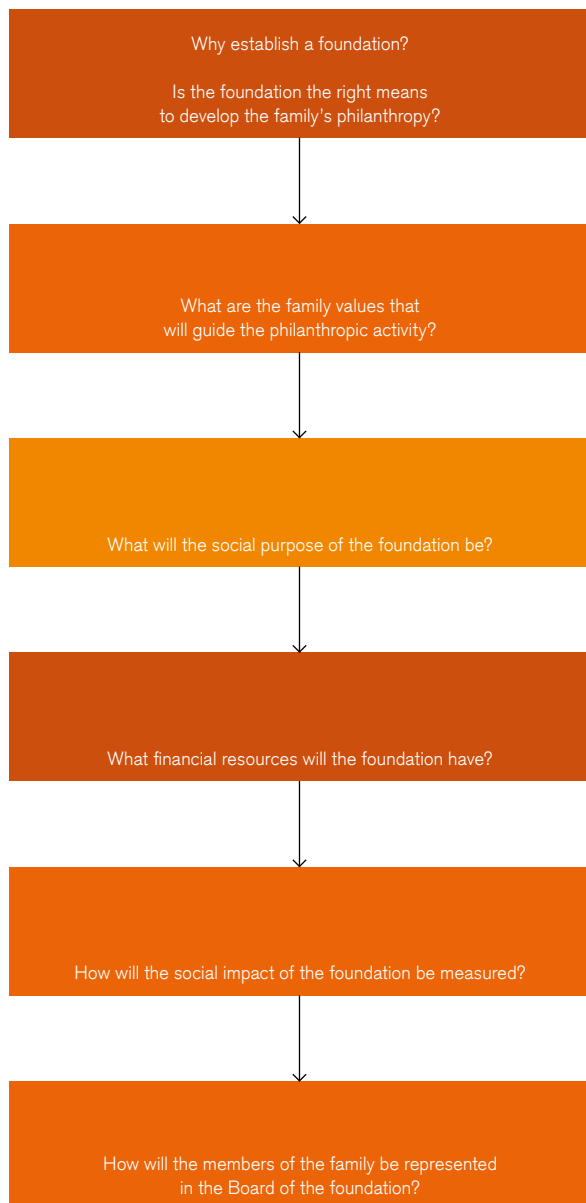 Why establish a foundation?
Is the foundation the right means
to develop the family's philanthropy?
What are the family values that
will guide the philanthropic activity?
What will the social purpose of the foundation be?
What financial resources will the foundation have?
How will the social impact of the foundation be measured?
How will the members of the family be represented
in the Board of the foundation?